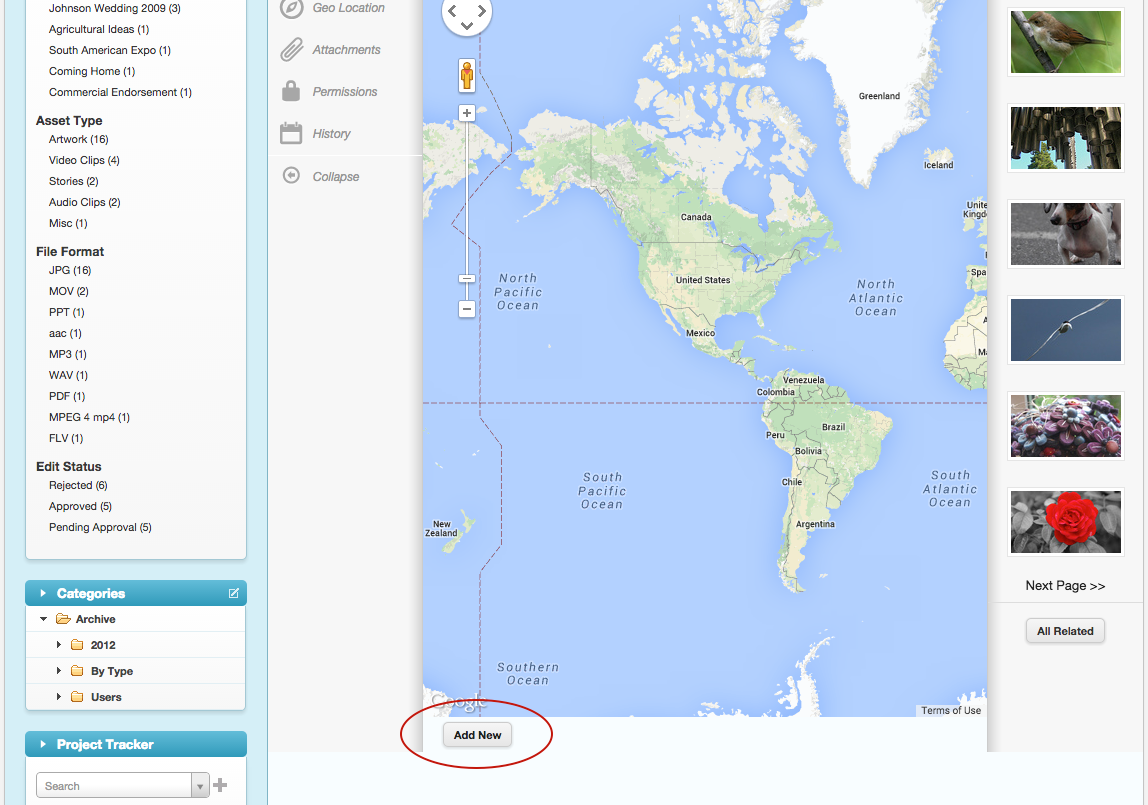 Johnson Wedding 2009 (3)
Agricultural Ideas (1)
South American Expo (1)
Coming Home (1)
Commercial Endorsement (1)
Asset Type
Artwork (16)
Video Clips (4)
Stories (2)
Audio Clips (2)
Misc (1)
File Format
JPG (16)
MOV (2)
PPT (1)
aac (1)
MP3 (1)
WAV (1)
PDF (1)
MPEG 4 mp4 (1)
FLV (1)
Edit Status
Rejected (6)
Approved (5)
Pending Approval (5)
Categories
Archive
2012
By Type
Users
Project Tracker
Search
Geo Location
Attachments
Permissions
History
Collapse
Greenland
Iceland
Canada
Unite
Kingdo
United States
Spa
North
Pacific
Ocean
North
Atlantic
Ocean
A
Ma
Mexico
Venezuela
Colombia
Brazil
Peru
Bolivia
Chile
South
Pacific
Ocean
South
Atlantic
Ocean
New
Zealand
Argentina
Southern
Ocean
Google
Terms of Use
Add New
Next Page >>
All Related